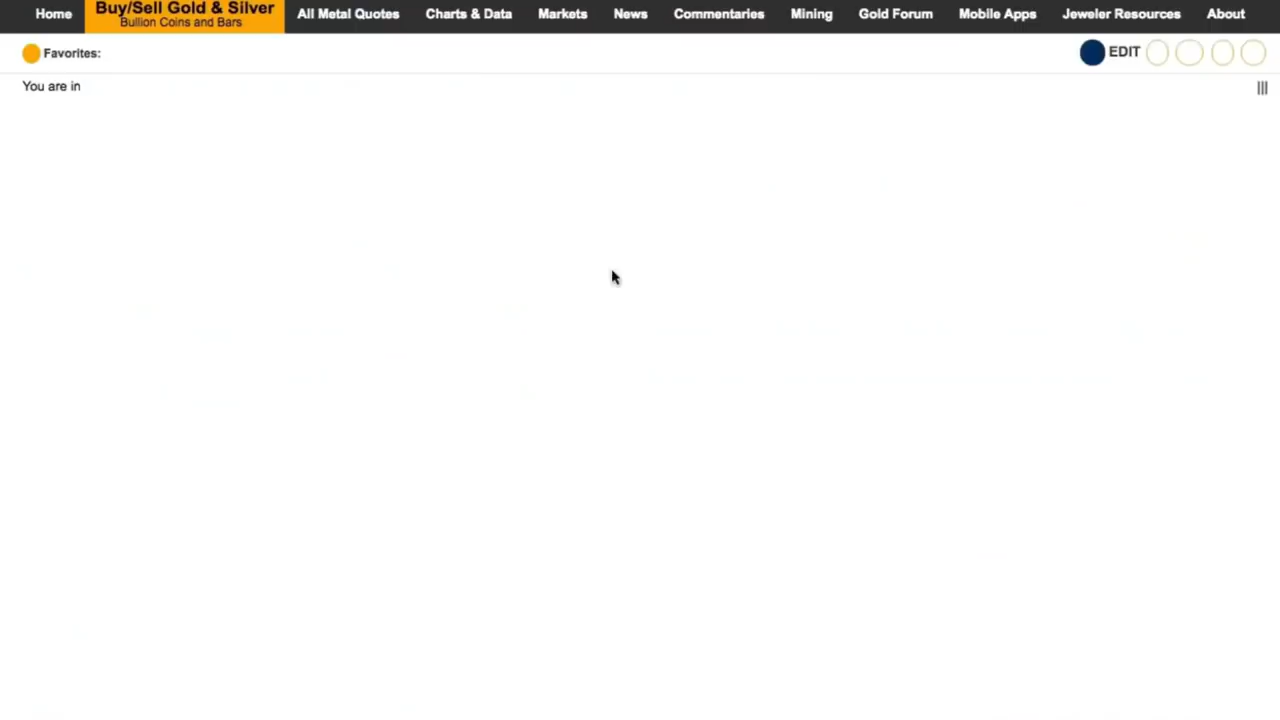 Home
Buy/Sell Gold & Silver
Bullion Coins and Bars
All Metal Quotes
Charts & Data
Markets
News
Commentaries
Mining
Gold Forum
Mobile Apps
Jeweler Resources
About
Favorites:
EDIT
You are in